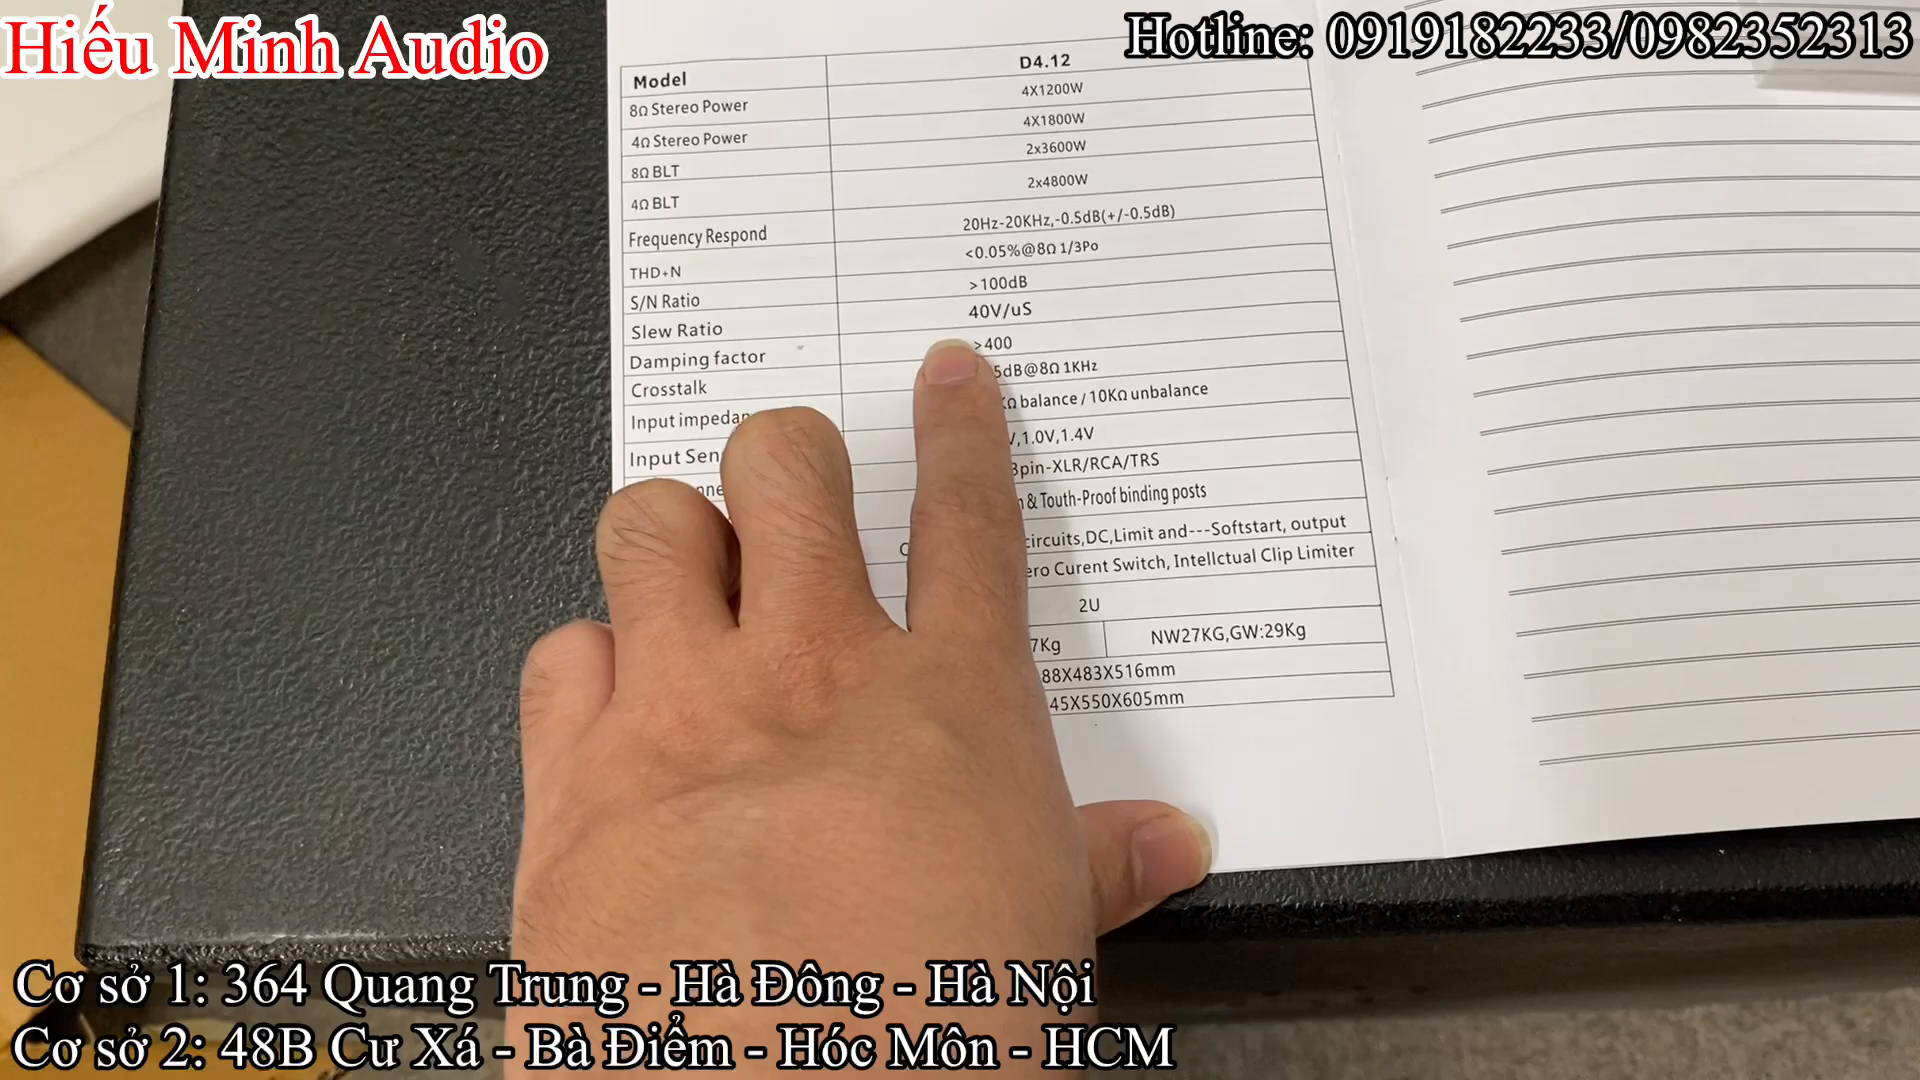 Hiếu Minh Audio
Hotline: 0919182233/0982352313
Model D4.12
8Ω Stereo Power 4X1200W
4Ω Stereo Power 4X1800W
8Ω BLT 2x3600W
4Ω BLT 2x4800W
Frequency Respond 20Hz-20KHz,-0.5dB(+/-0.5dB)
THD+N <0.05%@8Ω 1/3Po
S/N Ratio >100dB
Slew Ratio 40V/uS
Damping factor >400
Crosstalk 5dB@8Ω 1KHz
Input Ω balance / 10KΩ unbalance
Input V,1.0V,1.4V
3pin-XLR/RCA/TRS
& Touth-Proof binding posts
circuits,DC,Limit and---Softstart, output
Curent Switch, Intellctual Clip Limiter
2U
7Kg NW27KG,GW:29Kg
88X483X516mm
45X550X605mm
Cơ sở 1: 364 Quang Trung - Hà Đông - Hà Nội
Cơ sở 2: 48B Cư Xá - Bà Điểm - Hóc Môn - HCM